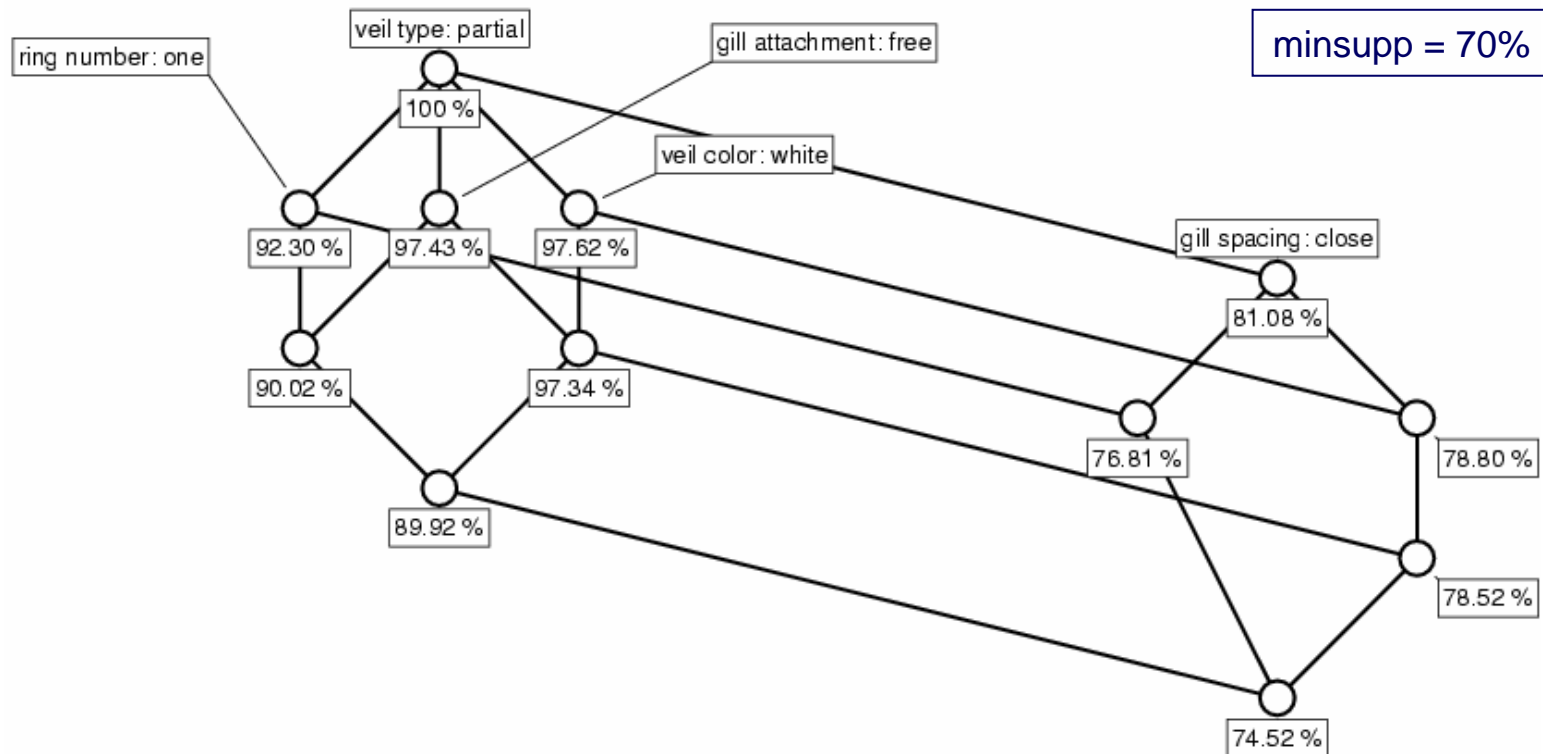 veil type: partial
ring number: one
gill attachment: free
minsupp = 70%
100 %
veil color: white
92.30 %
97.43 %
97.62 %
gill spacing: close
81.08 %
90.02 %
97.34 %
76.81 %
78.80 %
89.92 %
78.52 %
74.52 %